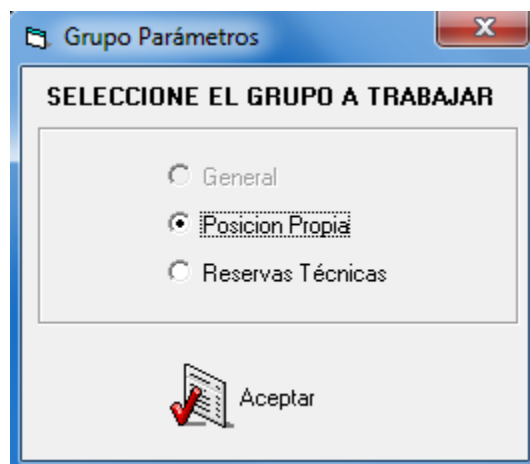 Grupo Parámetros
SELECCIONE EL GRUPO A TRABAJAR
General
Posicion Propia
Reservas Técnicas
Aceptar